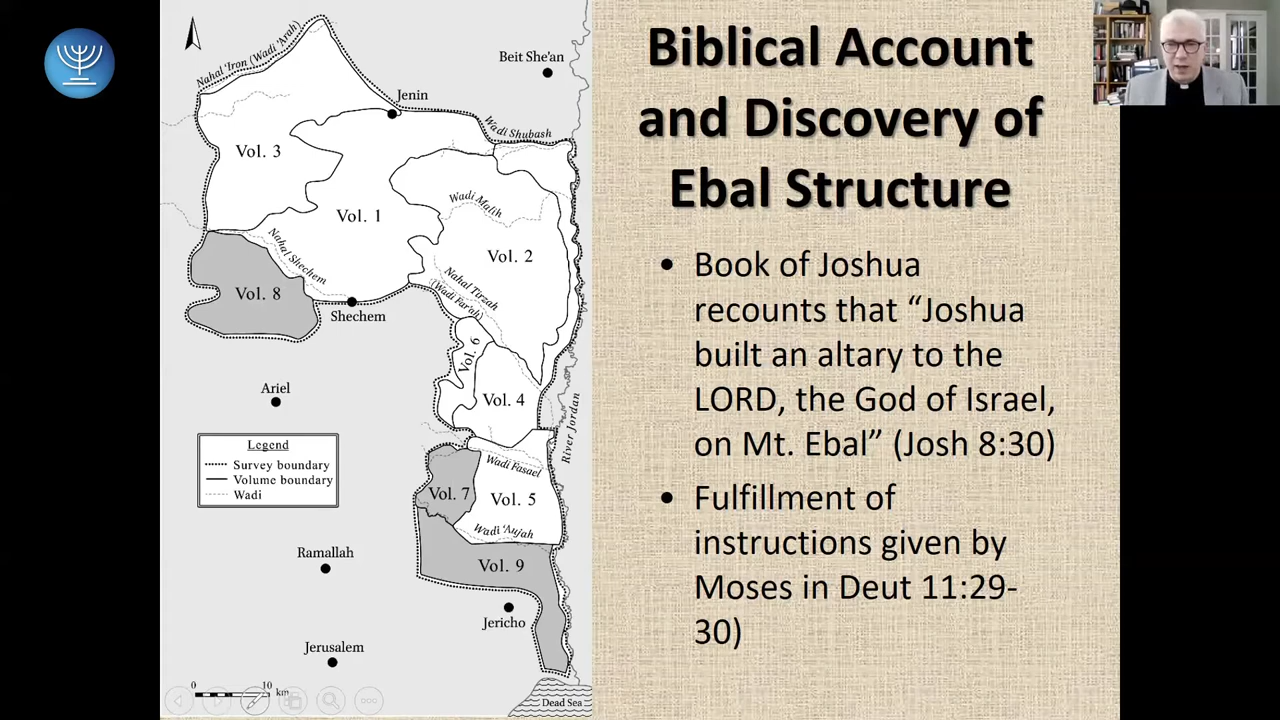 Biblical Account
and Discovery of
Ebal Structure
• Book of Joshua
recounts that “Joshua
built an altary to the
LORD, the God of Israel,
on Mt. Ebal” (Josh 8:30)
• Fulfillment of
instructions given by
Moses in Deut 11:29-
30)
Nahal ‘Iron (Wadi ‘Arah)
Beit She'an
Jenin
Wadi Shubash
Vol. 3
Vol. 1
Wadi Malih
Vol. 2
Nahal Shechem
Nahal Tirzah
(Wadi Far'ah)
Vol. 8
Shechem
Vol. 6
Ariel
Vol. 4
River Jordan
Legend
Survey boundary
Volume boundary
Wadi
Wadi Fasael
Vol. 7
Vol. 5
Wadi ‘Aujah
Ramallah
Vol. 9
Jericho
Jerusalem
0 10 km
Dead Sea